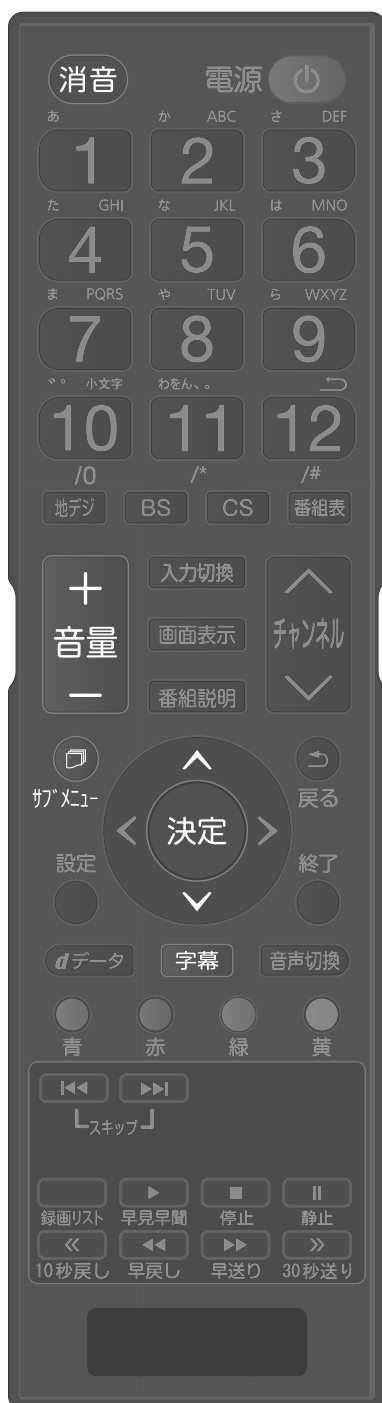 消音 電源
あ か ABC さ DEF
1 2 3
た GHI な JKL は MNO
4 5 6
ま PQRS や TUV ら WXYZ
7 8 9
゛゜ 小文字 わをん、。
10 11 12
/0 /* /#
地デジ BS CS 番組表
入力切換
+
音量
-
画面表示
チャンネル
番組説明
サブメニュー
戻る
決定
設定
終了
dデータ 字幕 音声切換
青 赤 緑 黄
スキップ
録画リスト 早見早聞 停止 静止
10秒戻し 早戻し 早送り 30秒送り